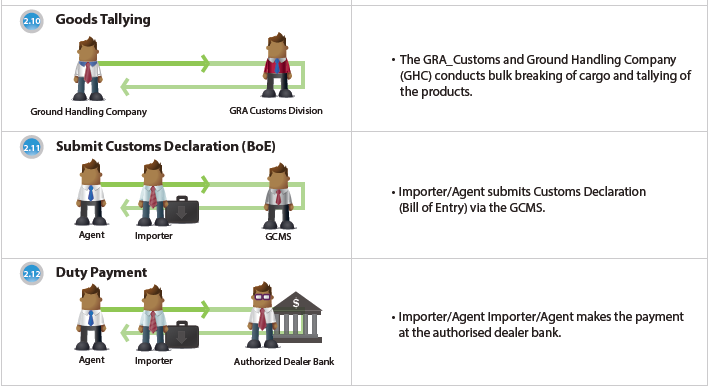 2.10 Goods Tallying
Ground Handling Company
GRA Customs Division
• The GRA_Customs and Ground Handling Company
(GHC) conducts bulk breaking of cargo and tallying of
the products.
2.11 Submit Customs Declaration (BoE)
Agent
Importer
GCMS
• Importer/Agent submits Customs Declaration
(Bill of Entry) via the GCMS.
2.12 Duty Payment
$
Agent
Importer
Authorized Dealer Bank
• Importer/Agent Importer/Agent makes the payment
at the authorised dealer bank.